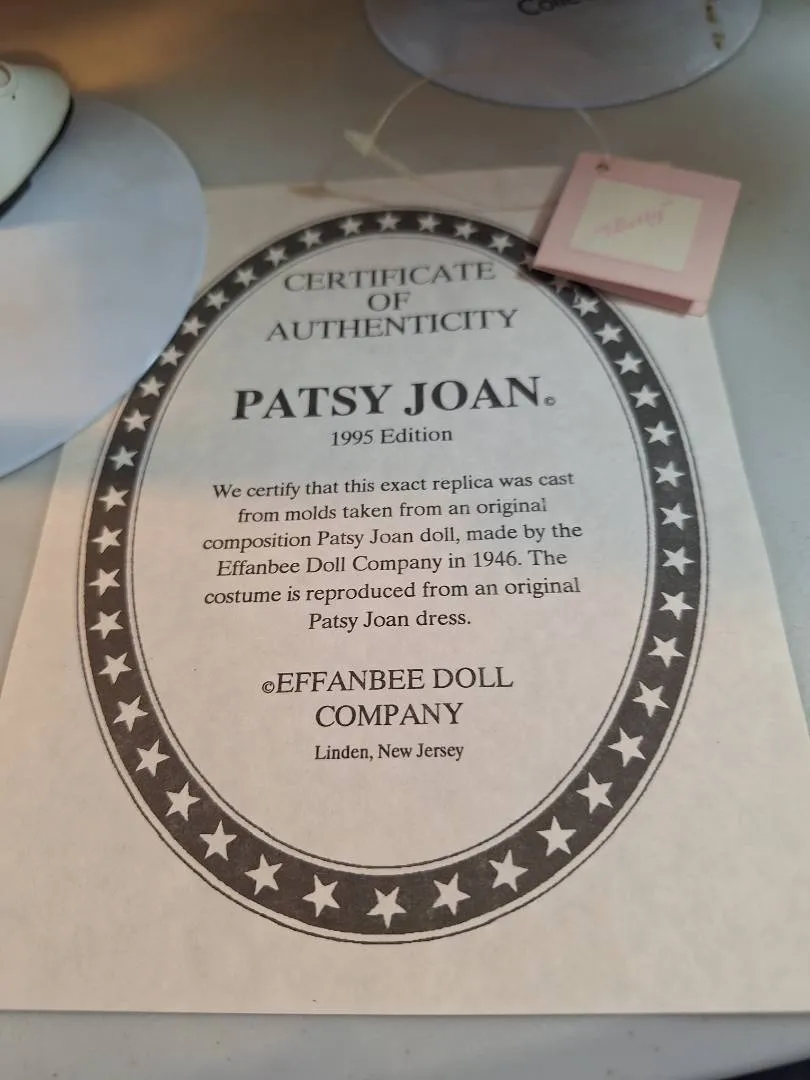 CERTIFICATE
OF
AUTHENTICITY
PATSY JOAN©
1995 Edition
We certify that this exact replica was cast
from molds taken from an original
composition Patsy Joan doll, made by the
Effanbee Doll Company in 1946. The
costume is reproduced from an original
Patsy Joan dress.
©EFFANBEE DOLL
COMPANY
Linden, New Jersey